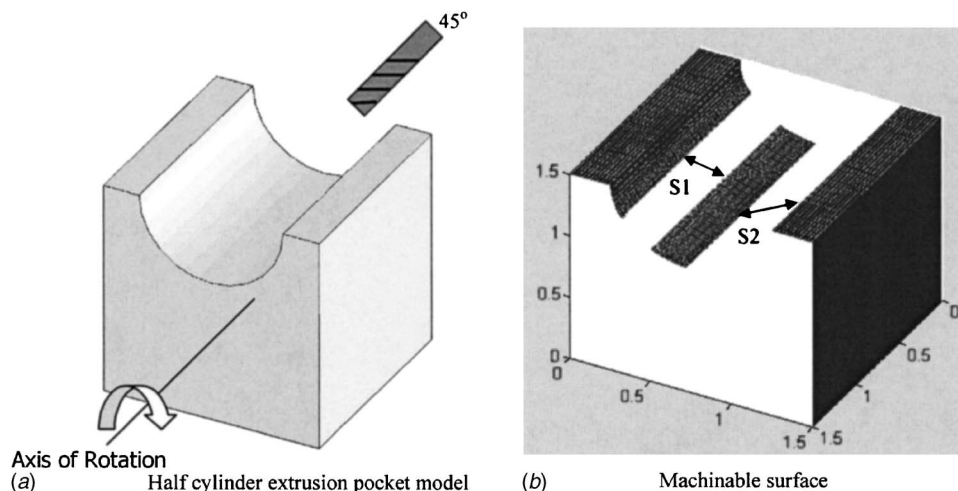 45°
Axis of Rotation
(a) Half cylinder extrusion pocket model
1.5
1
0.5
0
0
0.5
1
1.5
1.5
1
0.5
0
S1
S2
(b) Machinable surface